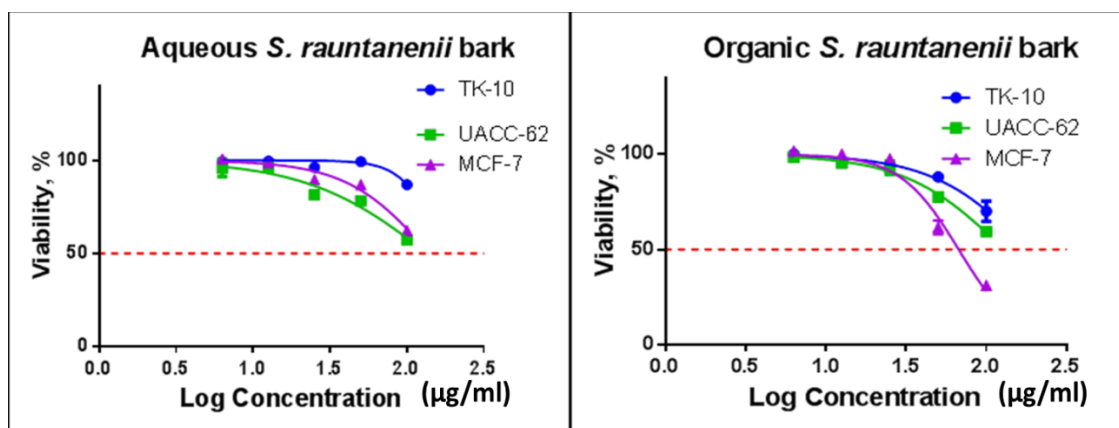 Aqueous S. rauntanenii bark
TK-10
UACC-62
MCF-7
Viability, %
100
50
0
0.0 0.5 1.0 1.5 2.0 2.5
Log Concentration (µg/ml)
Organic S. rauntanenii bark
TK-10
UACC-62
MCF-7
Viability, %
100
50
0
0.0 0.5 1.0 1.5 2.0 2.5
Log Concentration (µg/ml)